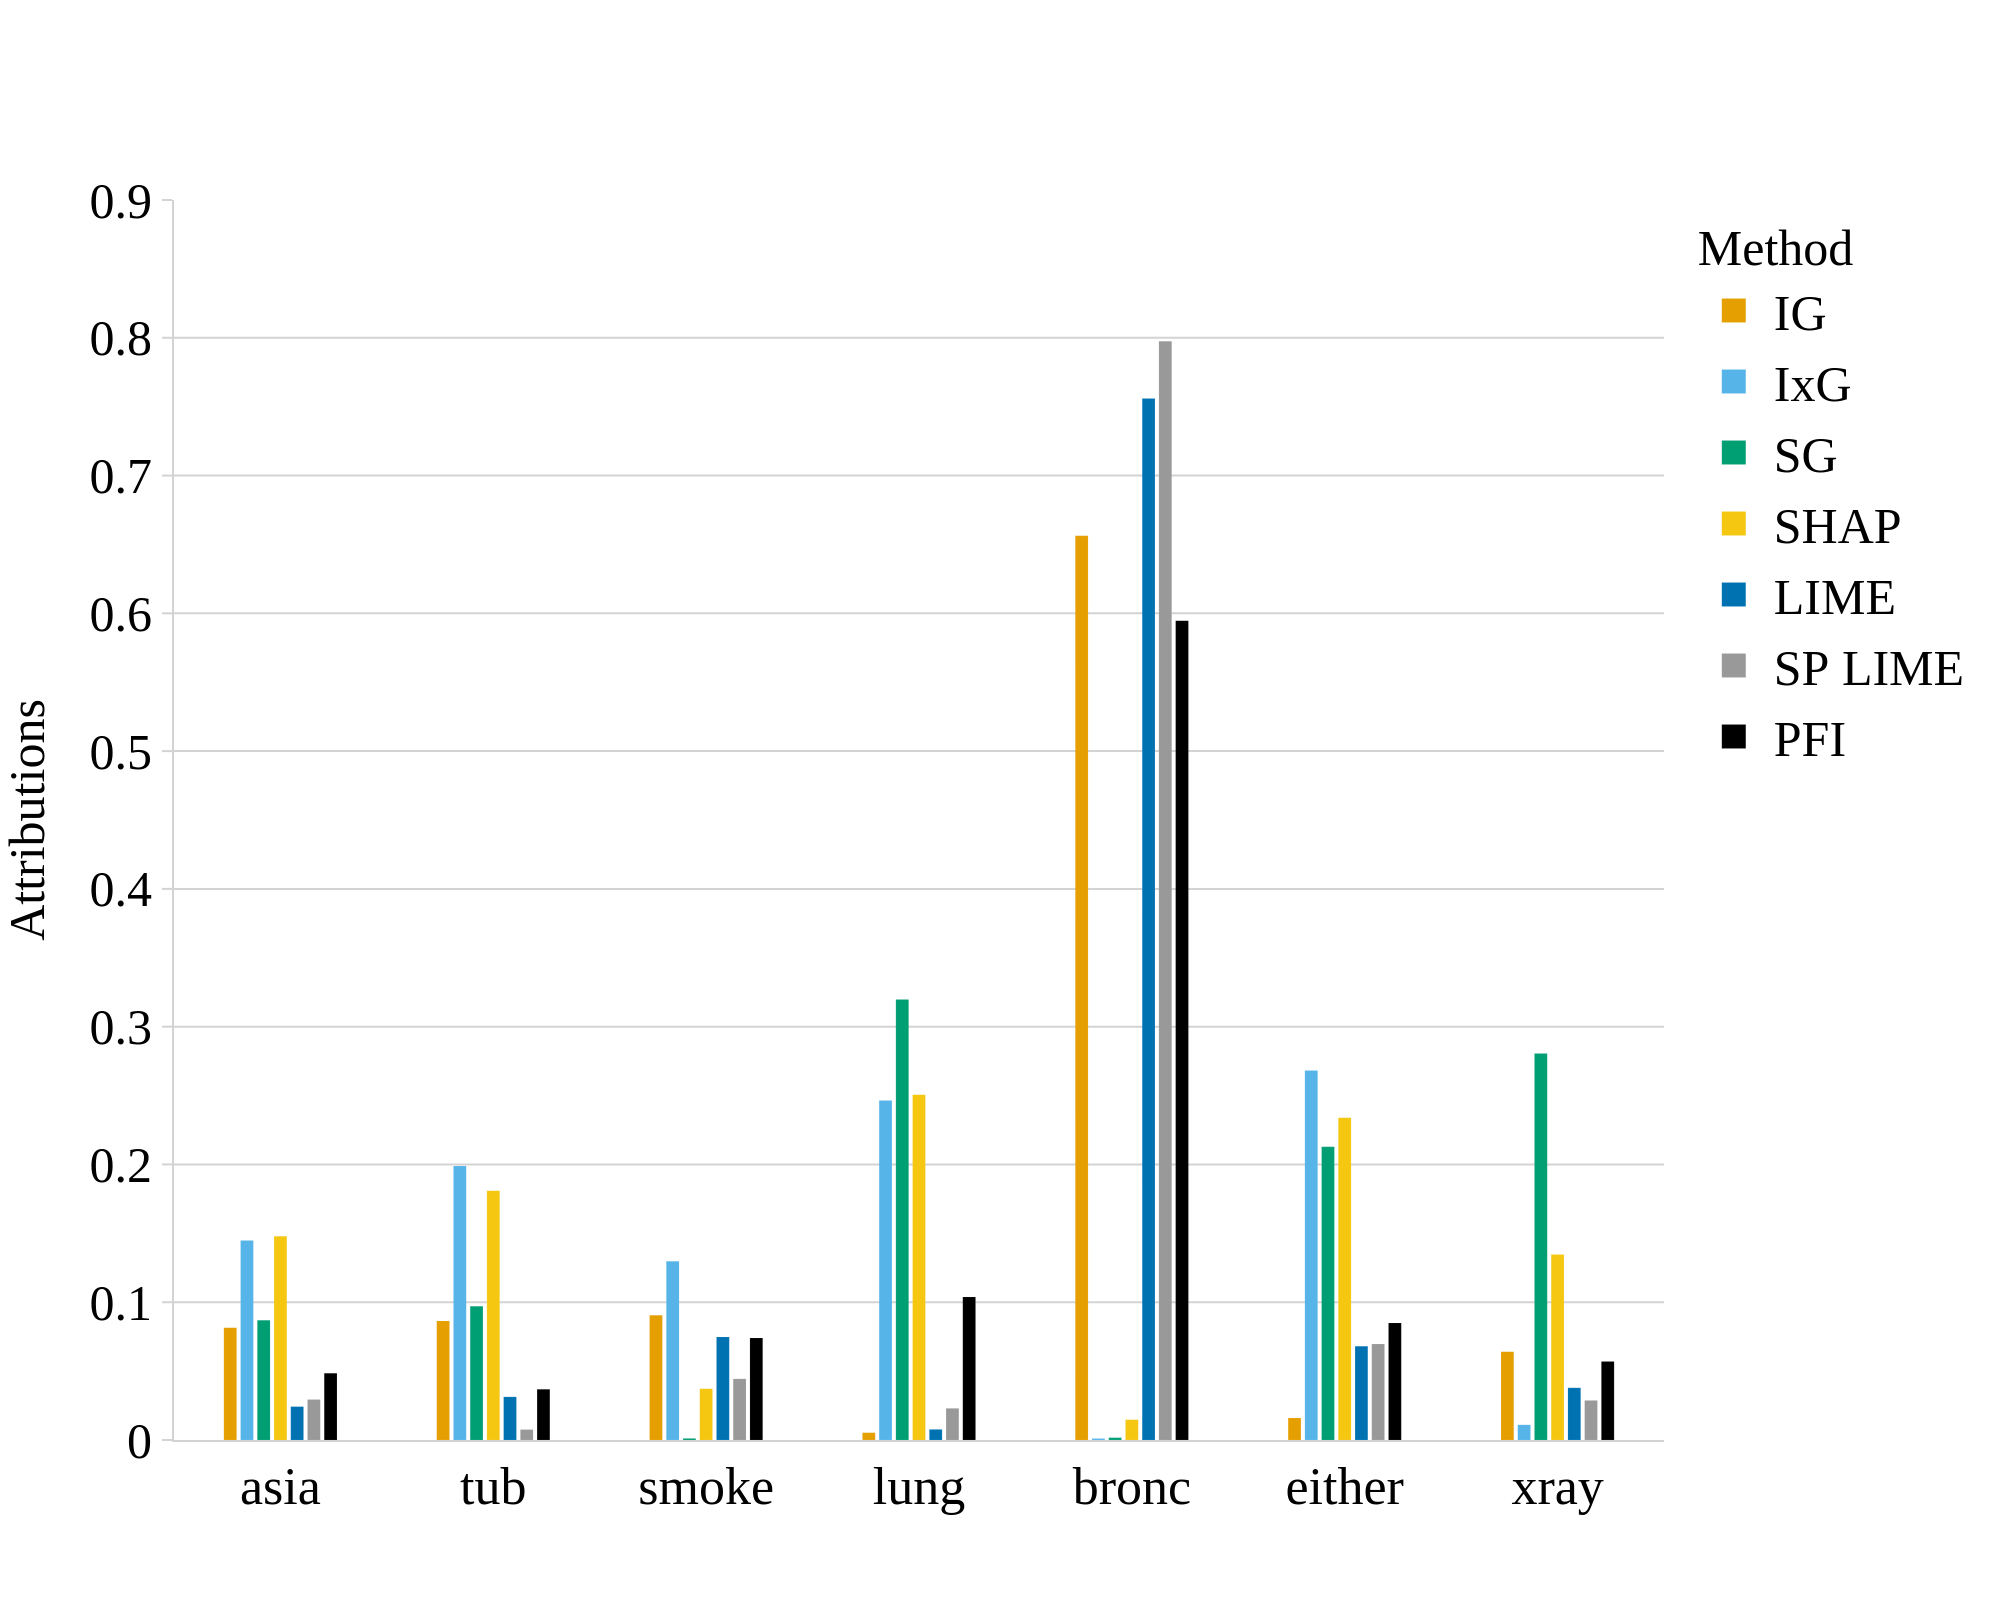 0.9
0.8
0.7
0.6
0.5
0.4
0.3
0.2
0.1
0
Attributions
asia tub smoke lung bronc either xray
Method
IG
IxG
SG
SHAP
LIME
SP LIME
PFI